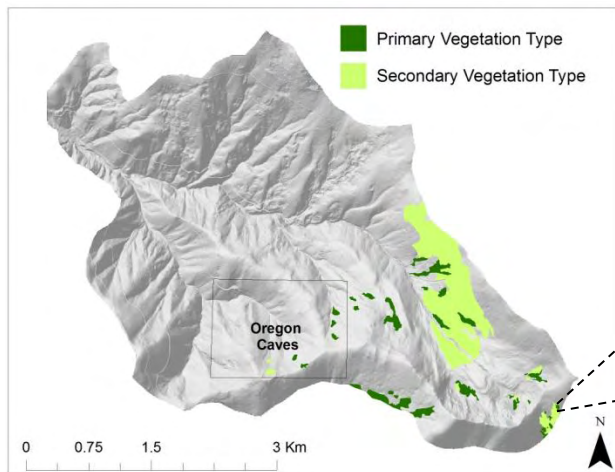 Primary Vegetation Type
Secondary Vegetation Type
Oregon
Caves
0 0.75 1.5 3 Km
N